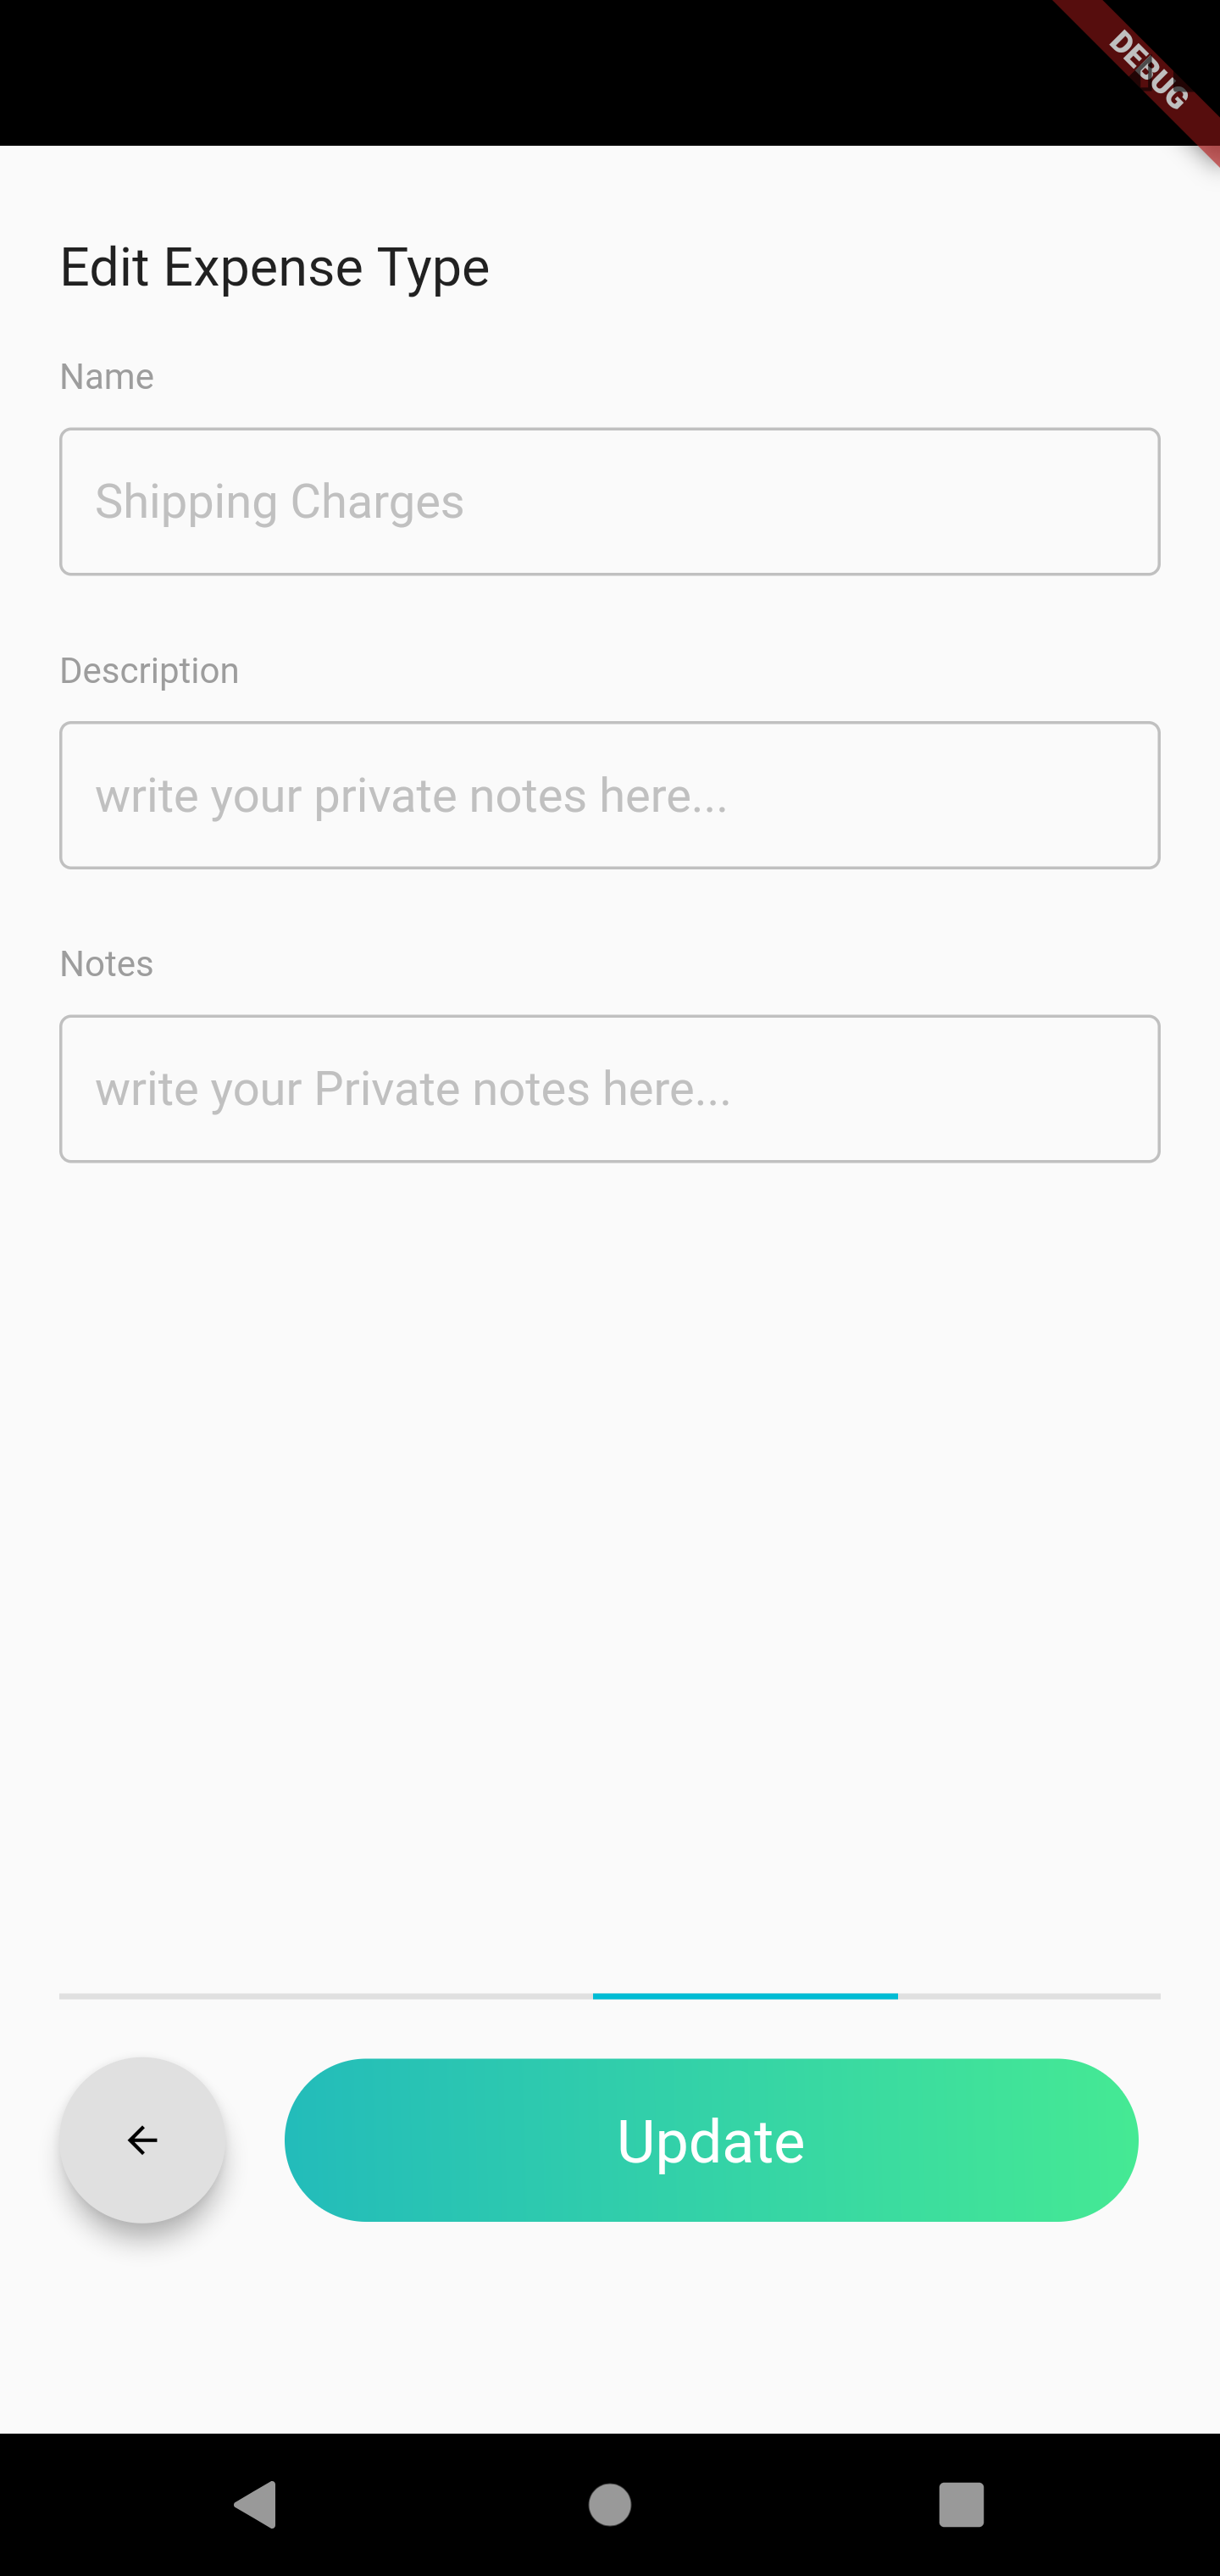 DEBUG
Edit Expense Type
Name
Shipping Charges
Description
write your private notes here...
Notes
write your Private notes here...
Update